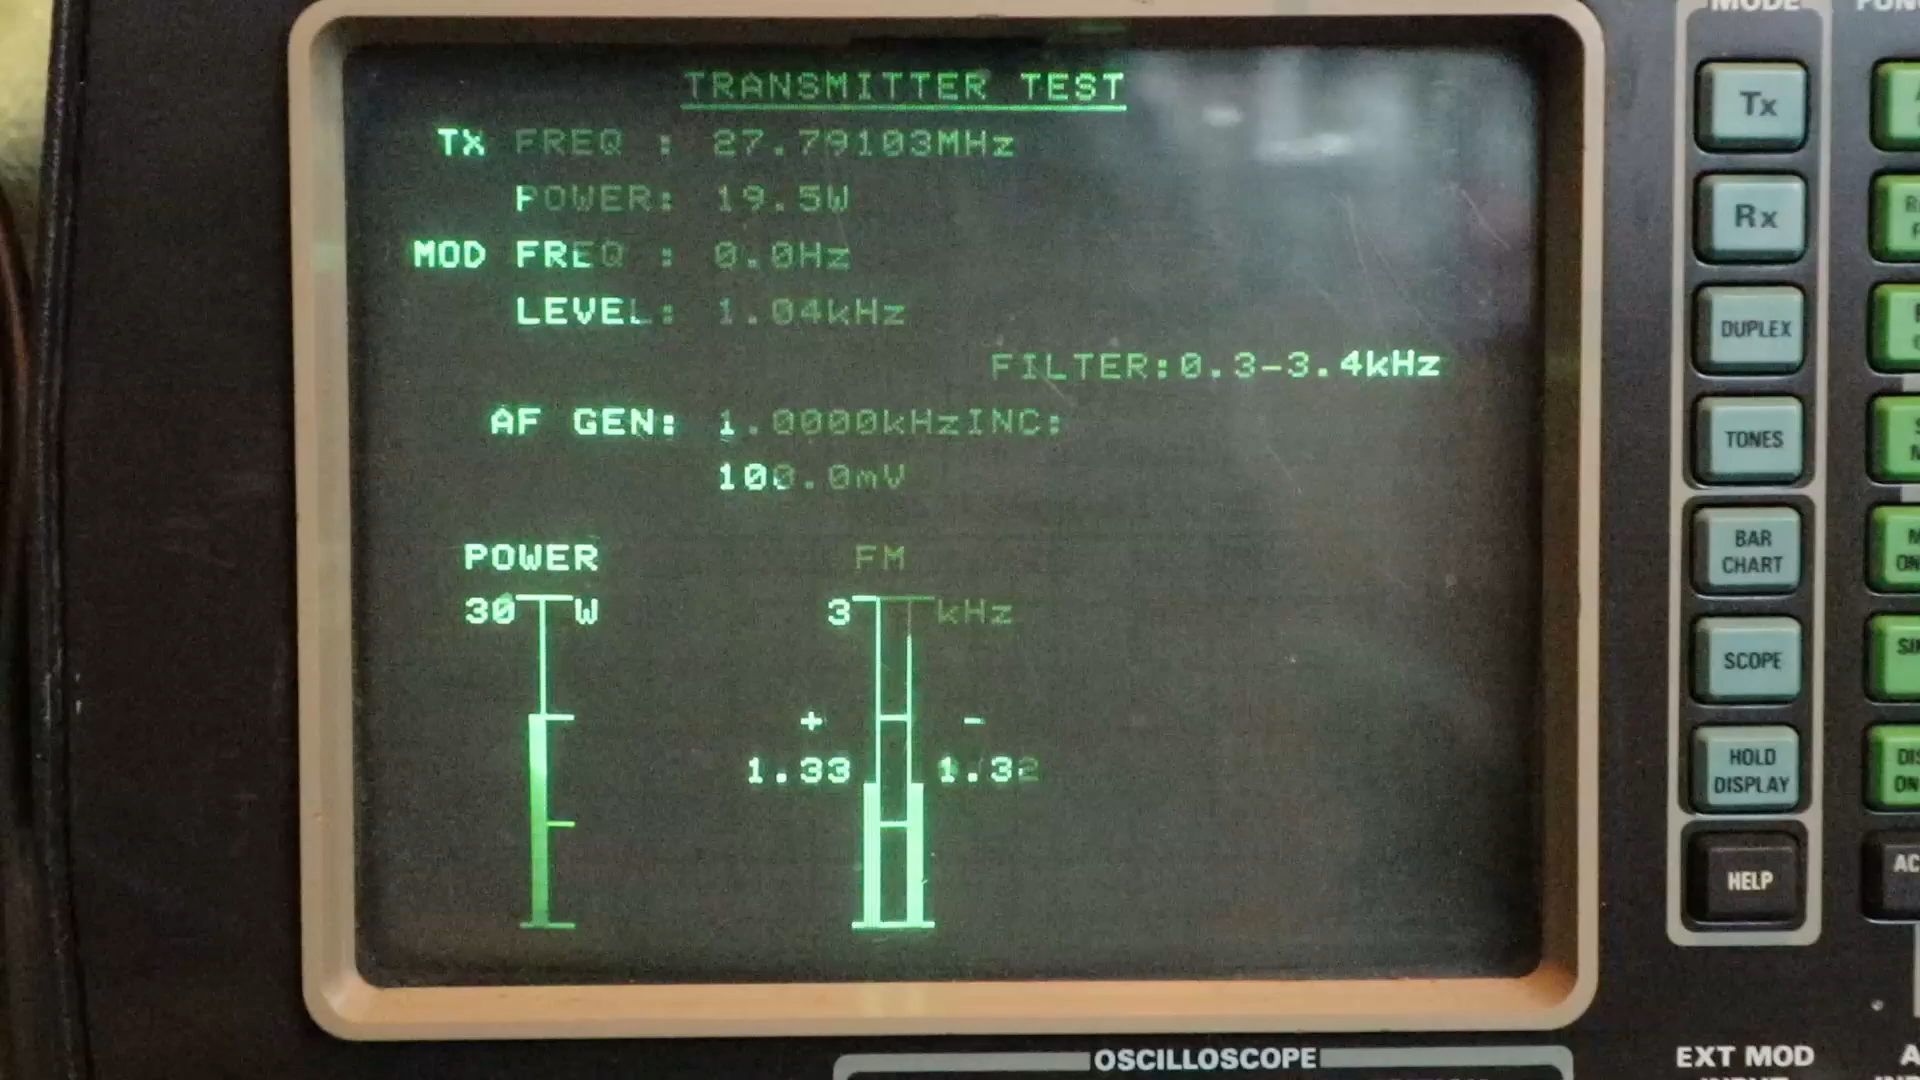 TRANSMITTER TEST
TX FREQ : 27.79103MHz
POWER: 19.5W
MOD FREQ : 0.0Hz
LEVEL: 1.04kHz
FILTER:0.3-3.4kHz
AF GEN: 1.0000kHzINC:
100.0mV
POWER FM
30 W 3 kHz
+ -
1.33 1.32
MODE
Tx
Rx
DUPLEX
TONES
BAR
CHART
SCOPE
HOLD
DISPLAY
HELP
OSCILLOSCOPE
EXT MOD